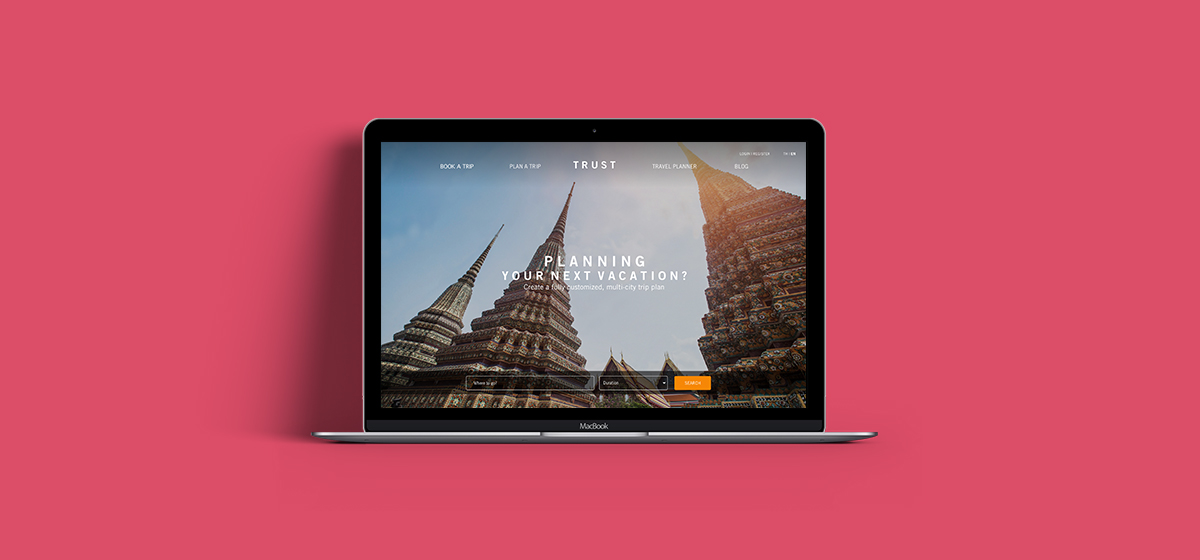 LOGIN / REGISTER
TR / EN
BOOK A TRIP
PLAN A TRIP
TRUST
TRAVEL PLANNER
BLOG
PLANNING
YOUR NEXT VACATION?
Create a fully customized, multi-city trip plan
Where to go?
Duration
SEARCH
MacBook